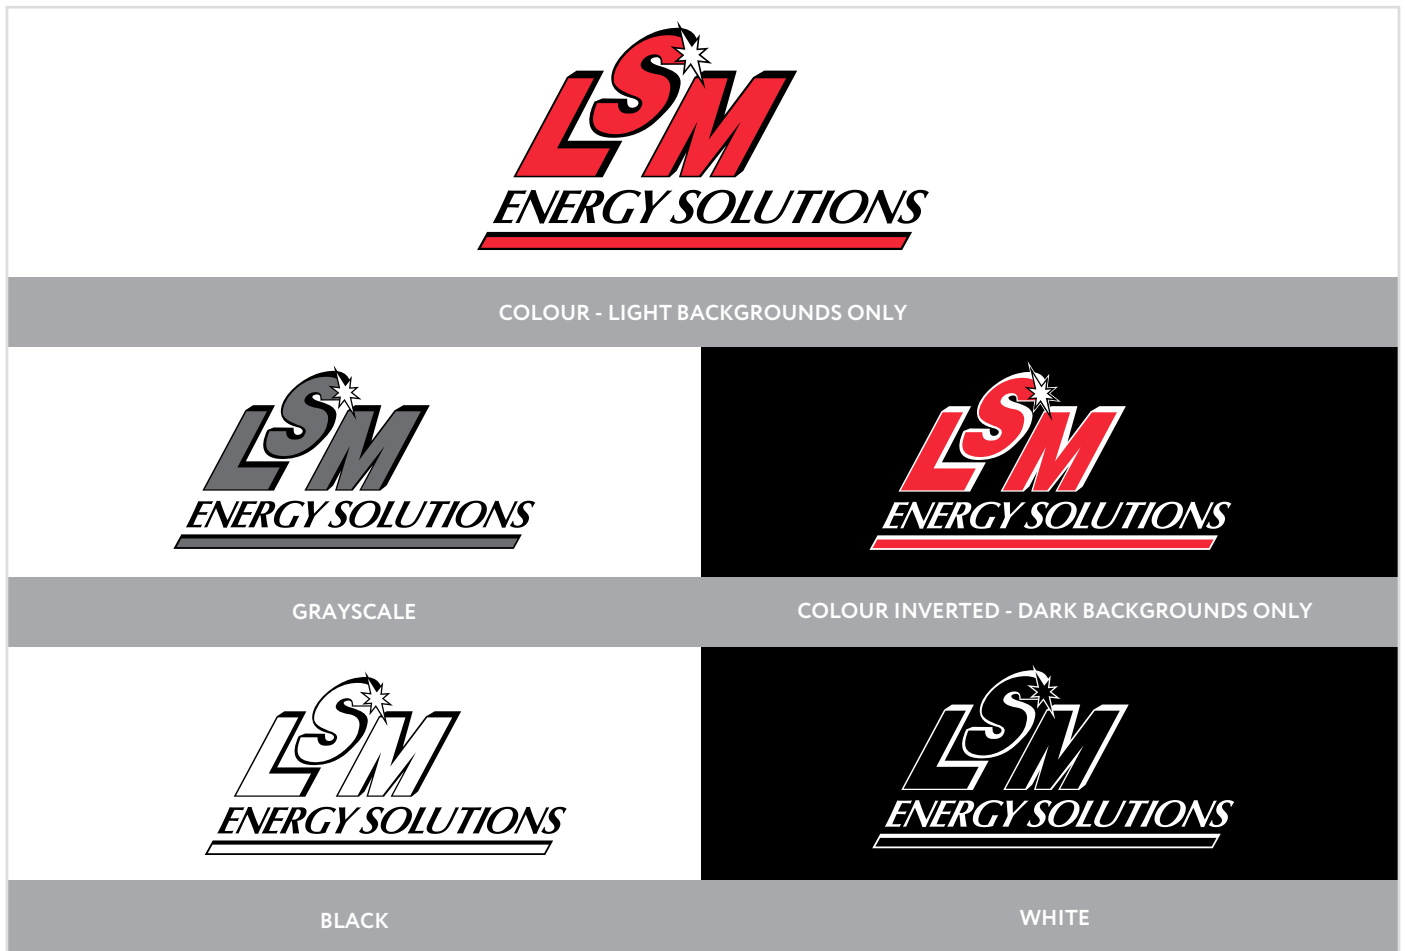 LSM
ENERGY SOLUTIONS
COLOUR - LIGHT BACKGROUNDS ONLY
LSM
ENERGY SOLUTIONS
LSM
ENERGY SOLUTIONS
GRAYSCALE
COLOUR INVERTED - DARK BACKGROUNDS ONLY
LSM
ENERGY SOLUTIONS
LSM
ENERGY SOLUTIONS
BLACK
WHITE